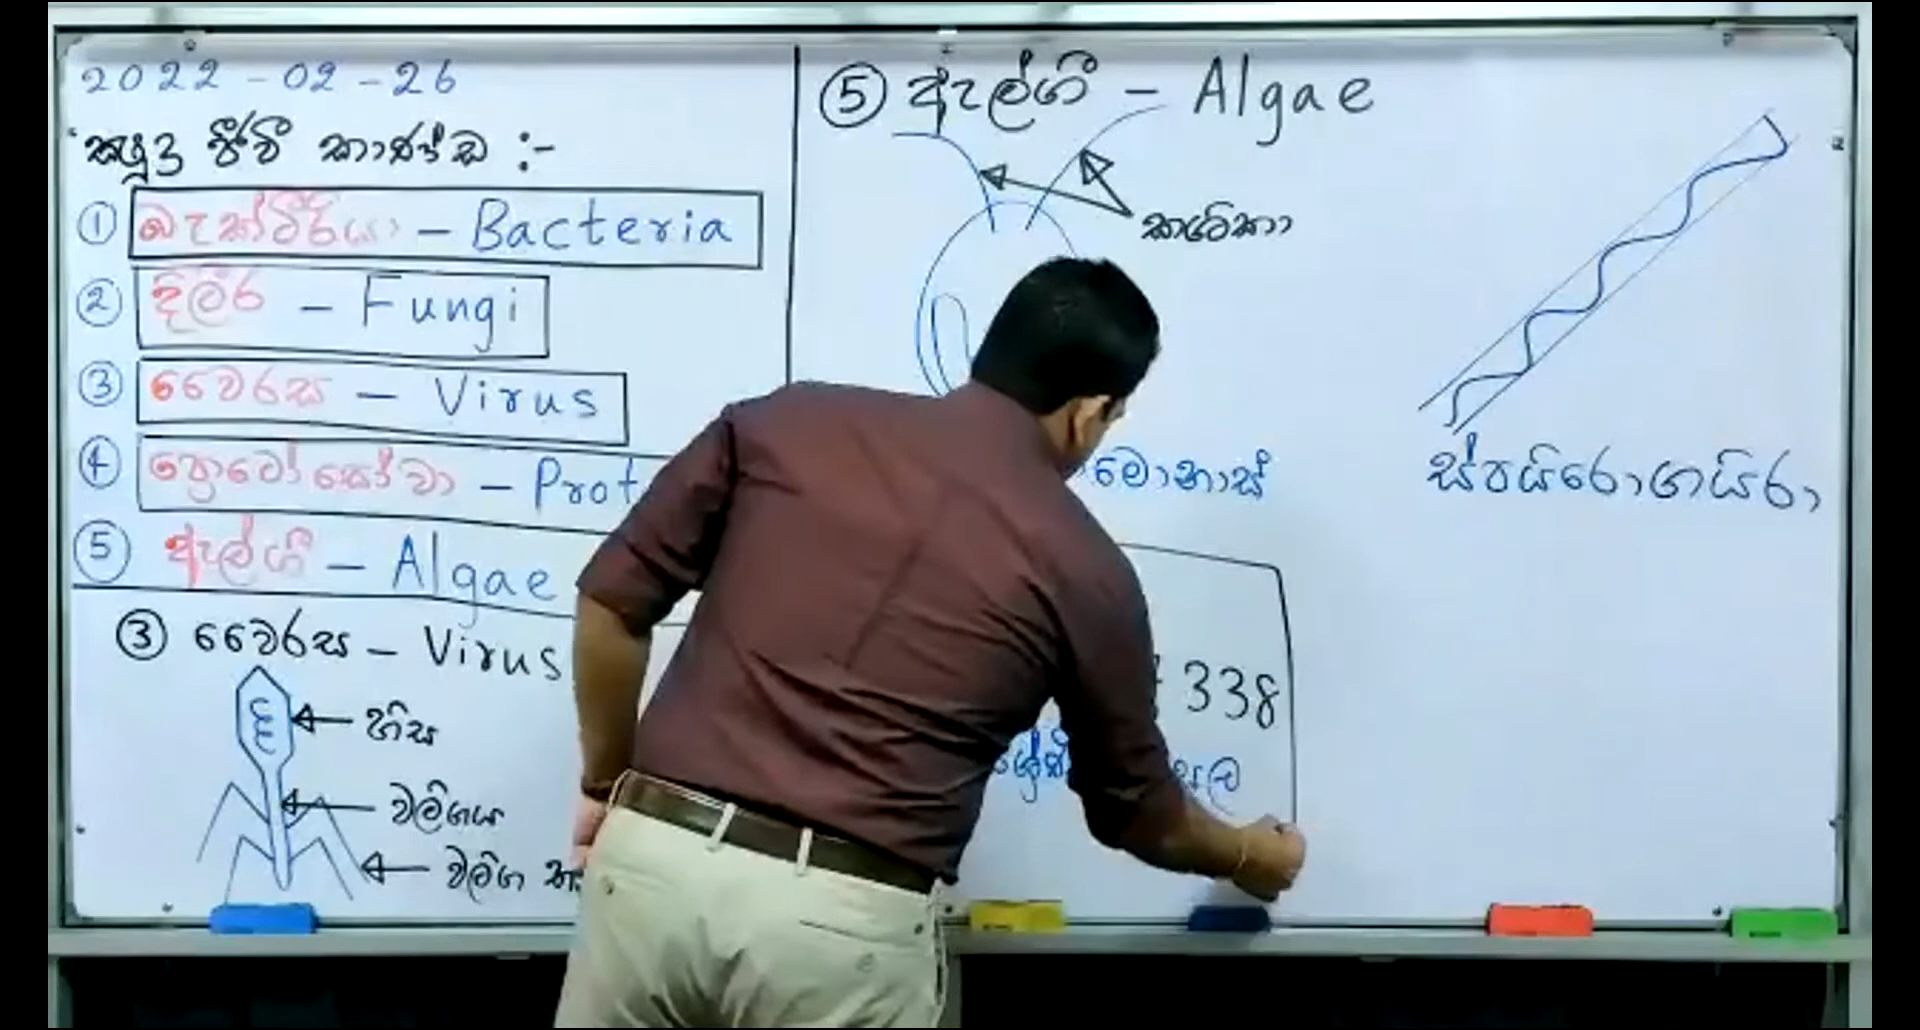 2022-02-26
ක්ෂුද්‍ර ජීවී කාණ්ඩ :-
① බැක්ටීරියා - Bacteria
② දිලීර - Fungi
③ වෛරස - Virus
④ ප්‍රොටෝසෝවා - Prot
⑤ ඇල්ගී - Algae
③ වෛරස - Virus
හිස
වලිගය
වලිග
⑤ ඇල්ගී - Algae
කශිකා
මොනාස්
ස්පයිරොගයිරා
338